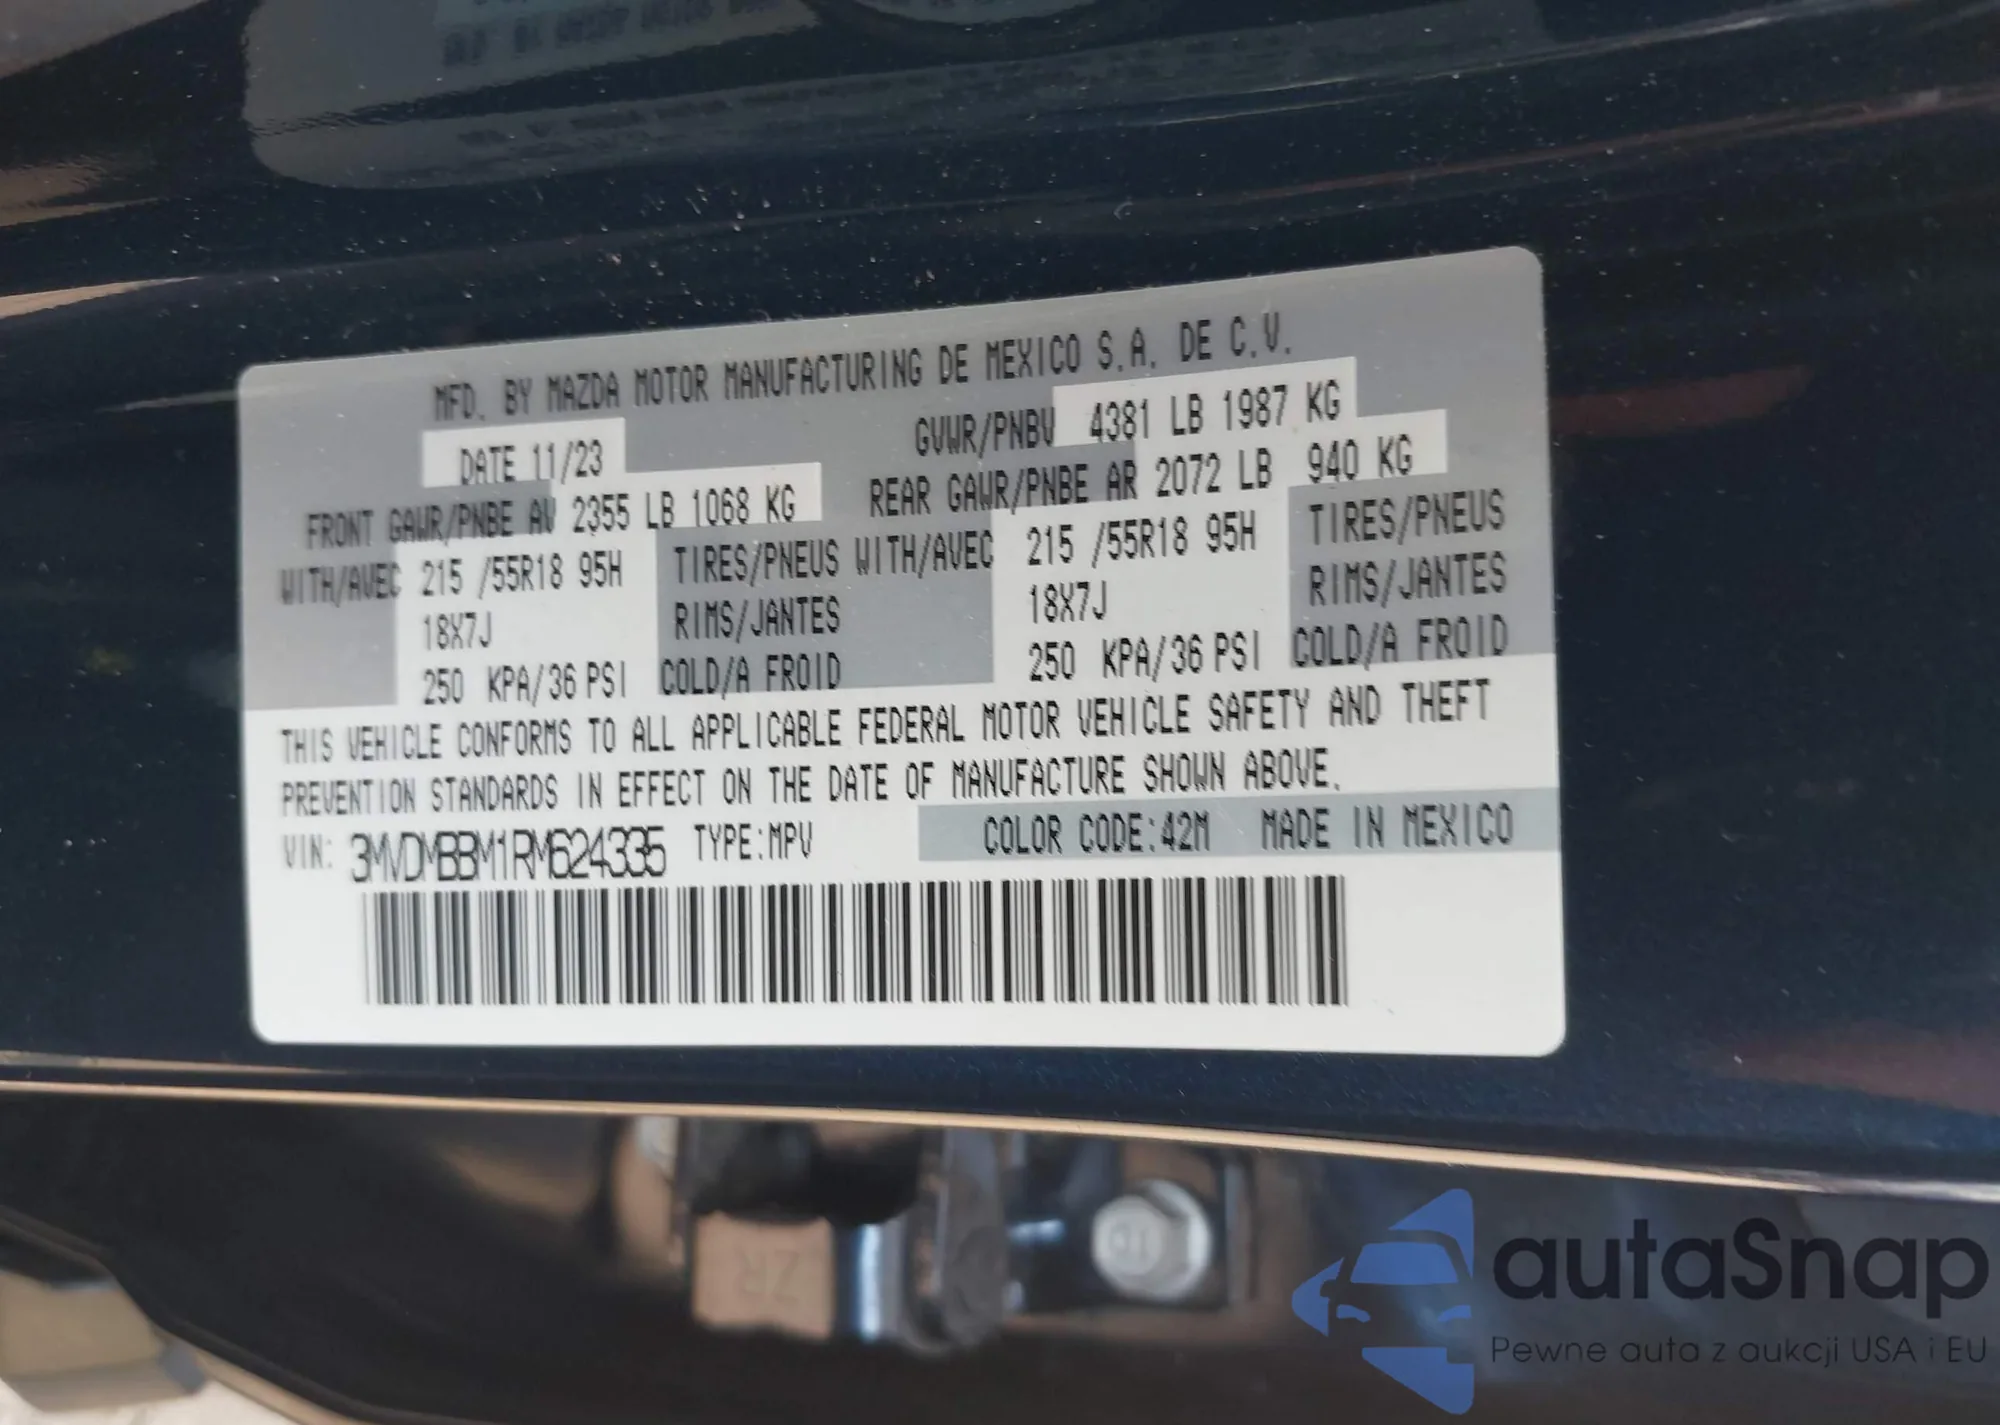 MFD. BY MAZDA MOTOR MANUFACTURING DE MEXICO S.A. DE C.V.
DATE 11/23 GVWR/PNBV 4381 LB 1987 KG
FRONT GAWR/PNBE AV 2355 LB 1068 KG REAR GAWR/PNBE AR 2072 LB 940 KG
WITH/AVEC 215 /55R18 95H TIRES/PNEUS WITH/AVEC 215 /55R18 95H TIRES/PNEUS
18X7J RIMS/JANTES 18X7J RIMS/JANTES
250 KPA/36 PSI COLD/A FROID 250 KPA/36 PSI COLD/A FROID
THIS VEHICLE CONFORMS TO ALL APPLICABLE FEDERAL MOTOR VEHICLE SAFETY AND THEFT
PREVENTION STANDARDS IN EFFECT ON THE DATE OF MANUFACTURE SHOWN ABOVE.
VIN: 3MVDMBBM1RM624335 TYPE:MPV COLOR CODE:42M MADE IN MEXICO
autaSnap
Pewne auta z aukcji USA i EU